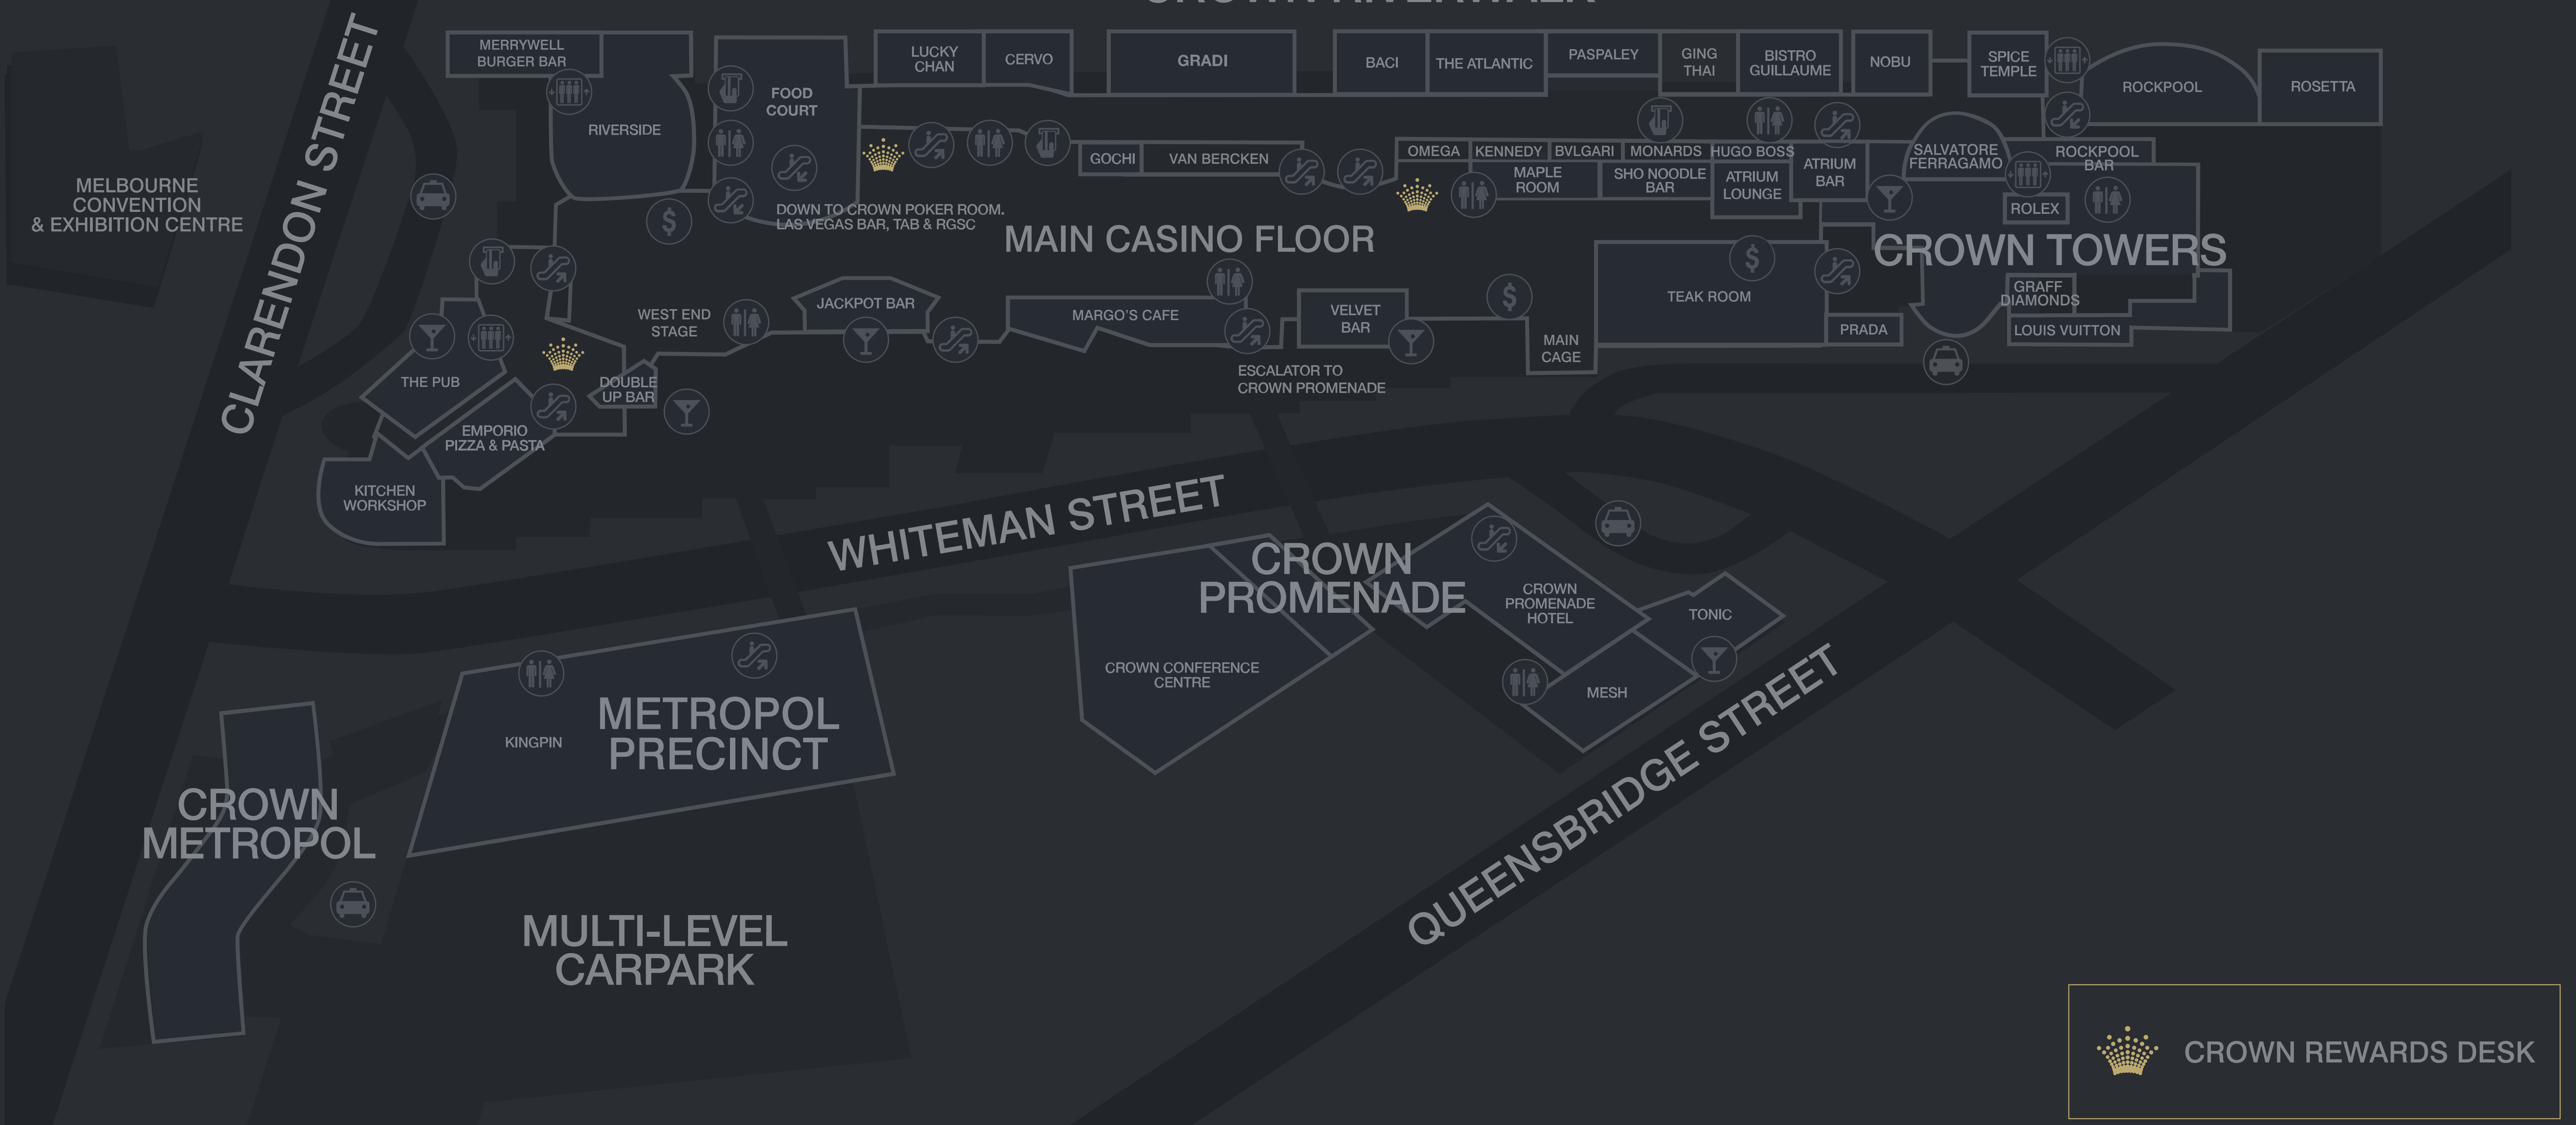 CROWN RIVERWALK
MERRYWELL
BURGER BAR
RIVERSIDE
FOOD
COURT
LUCKY
CHAN
CERVO
GRADI
BACI
THE ATLANTIC
PASPALEY
GING
THAI
BISTRO
GUILLAUME
NOBU
SPICE
TEMPLE
ROCKPOOL
ROSETTA
MELBOURNE
CONVENTION
& EXHIBITION CENTRE
CLARENDON STREET
$
DOWN TO CROWN POKER ROOM.
LAS VEGAS BAR, TAB & RGSC
GOCHI
VAN BERCKEN
OMEGA
KENNEDY
BVLGARI
MONARDS
HUGO BOSS
MAPLE
ROOM
SHO NOODLE
BAR
ATRIUM
LOUNGE
ATRIUM
BAR
SALVATORE
FERRAGAMO
ROCKPOOL
BAR
ROLEX
MAIN CASINO FLOOR
CROWN TOWERS
THE PUB
EMPORIO
PIZZA & PASTA
KITCHEN
WORKSHOP
DOUBLE
UP BAR
WEST END
STAGE
JACKPOT BAR
MARGO'S CAFE
VELVET
BAR
$
MAIN
CAGE
$
TEAK ROOM
PRADA
GRAFF
DIAMONDS
LOUIS VUITTON
ESCALATOR TO
CROWN PROMENADE
WHITEMAN STREET
CROWN
PROMENADE
CROWN CONFERENCE
CENTRE
CROWN
PROMENADE
HOTEL
TONIC
MESH
QUEENSBRIDGE STREET
KINGPIN
METROPOL
PRECINCT
CROWN
METROPOL
MULTI-LEVEL
CARPARK
CROWN REWARDS DESK